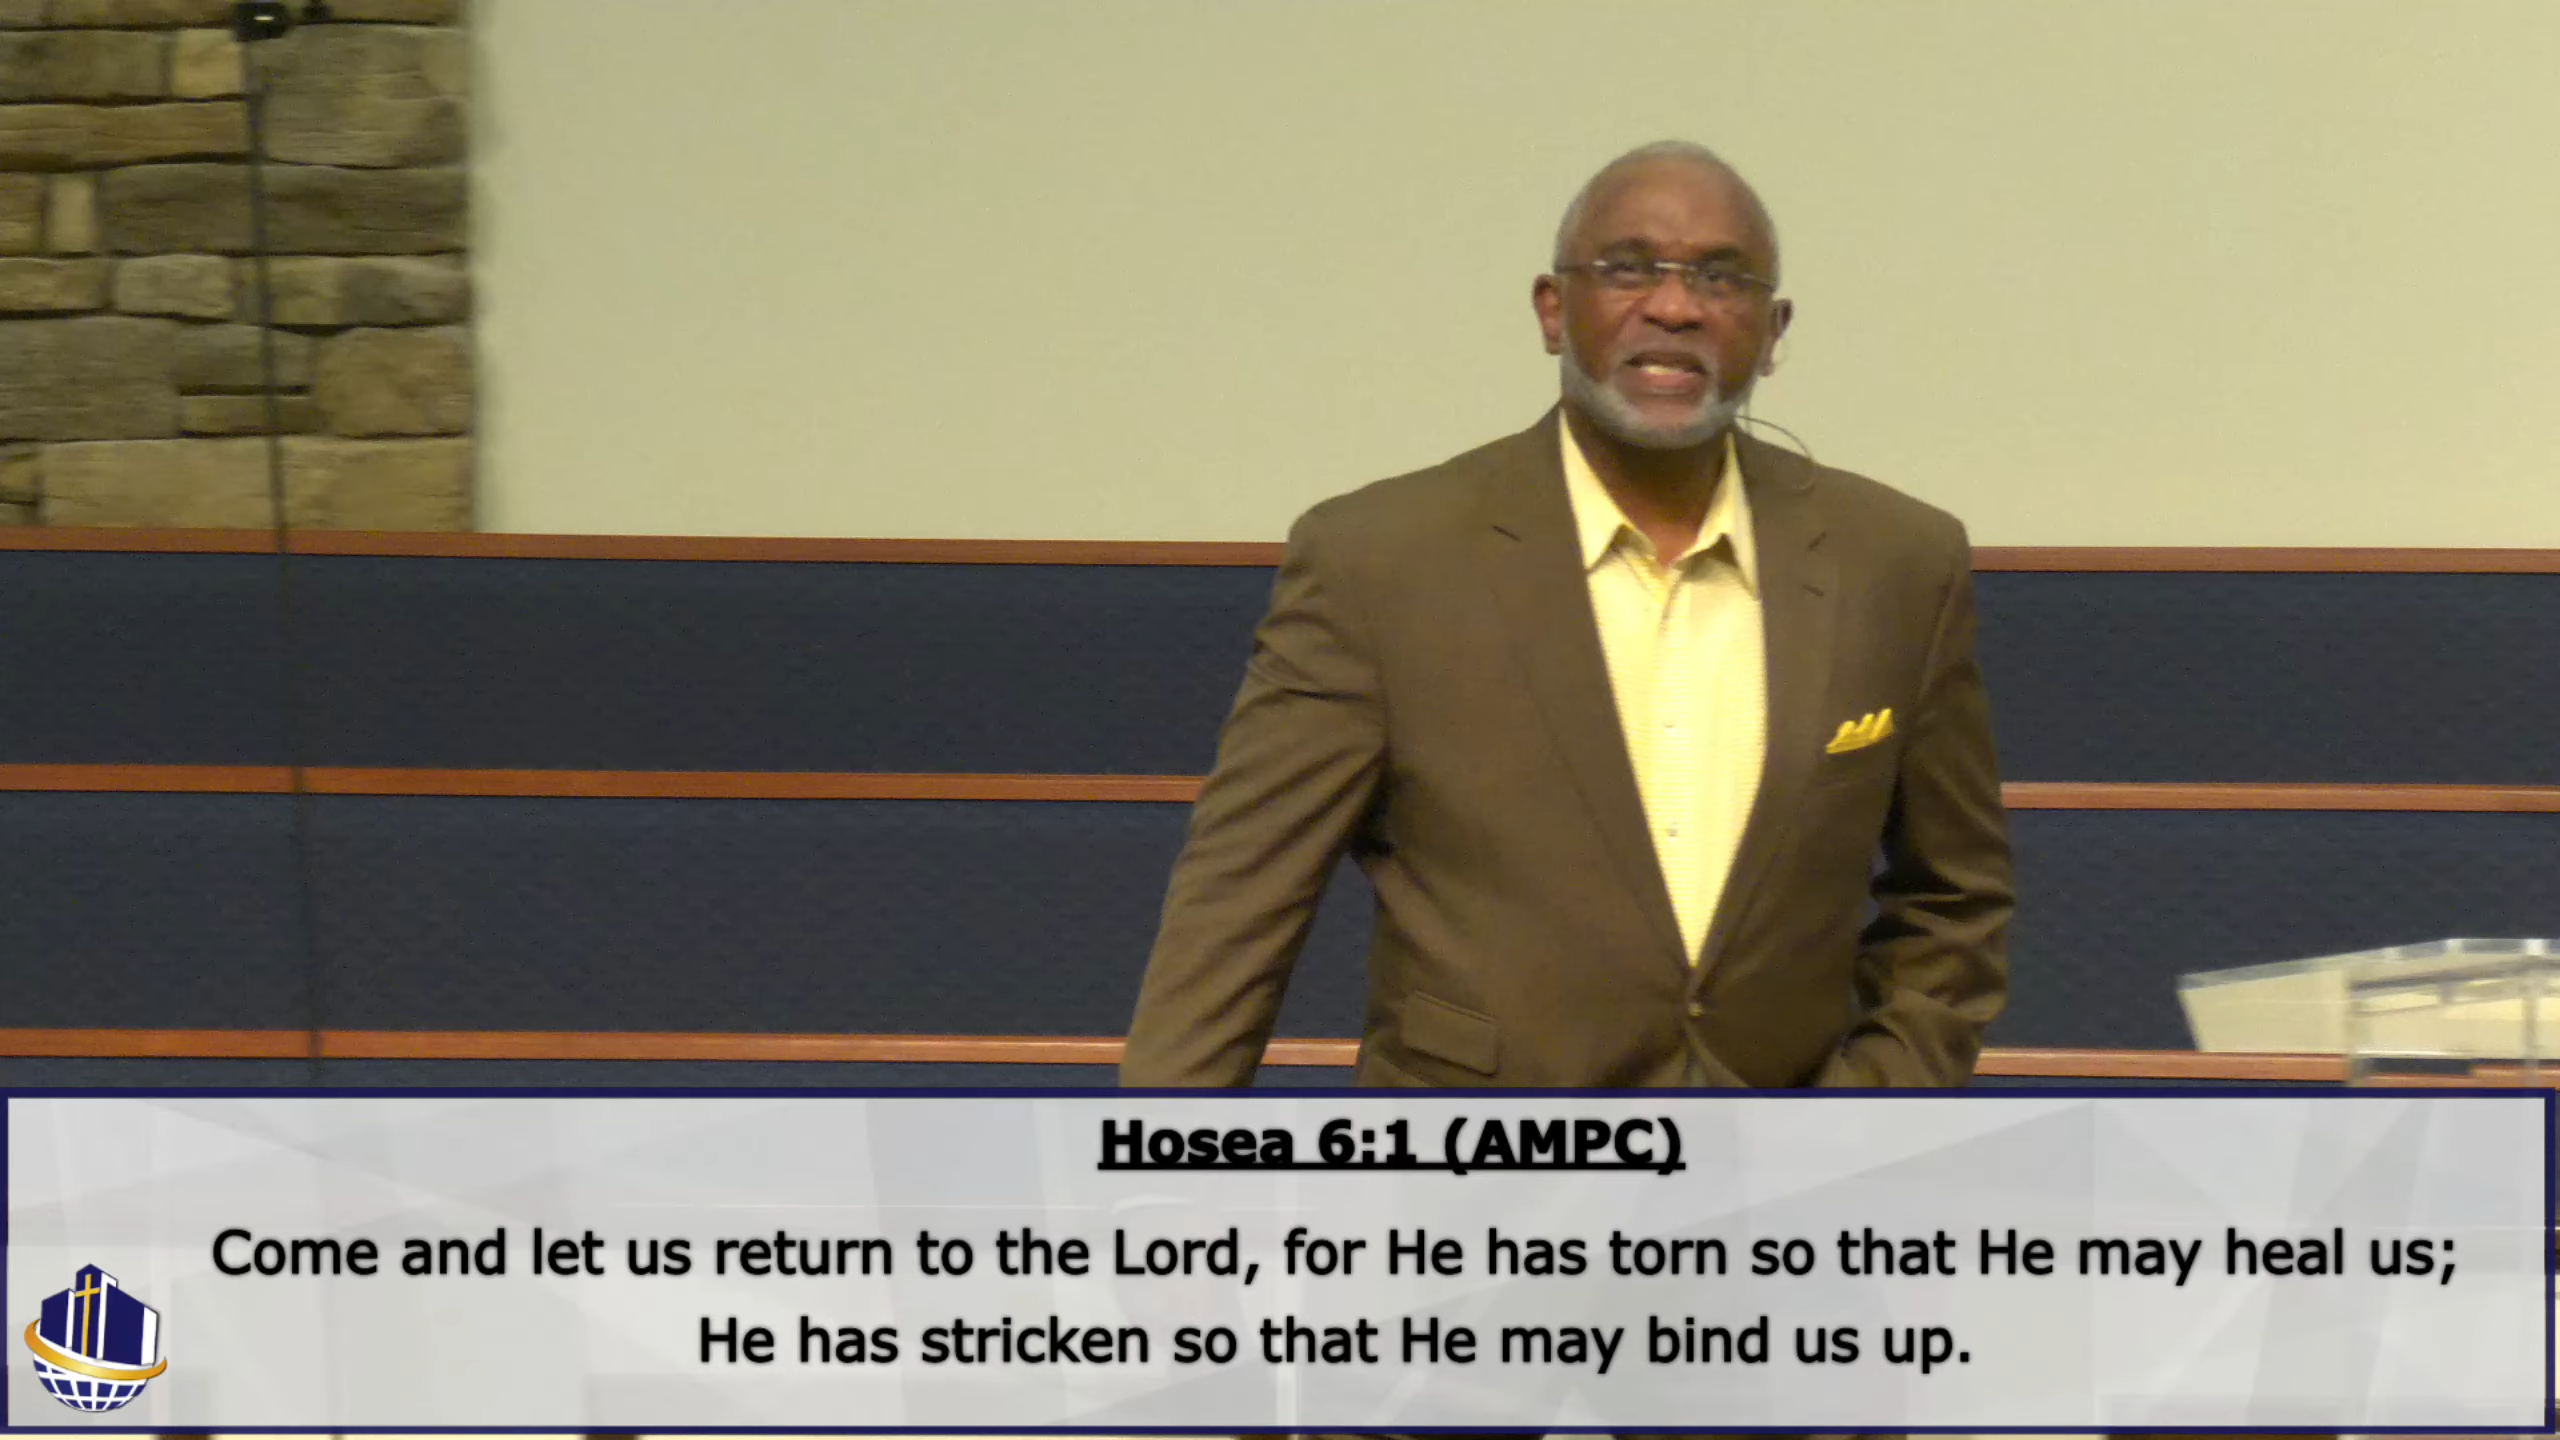 Hosea 6:1 (AMPC)
Come and let us return to the Lord, for He has torn so that He may heal us;
He has stricken so that He may bind us up.